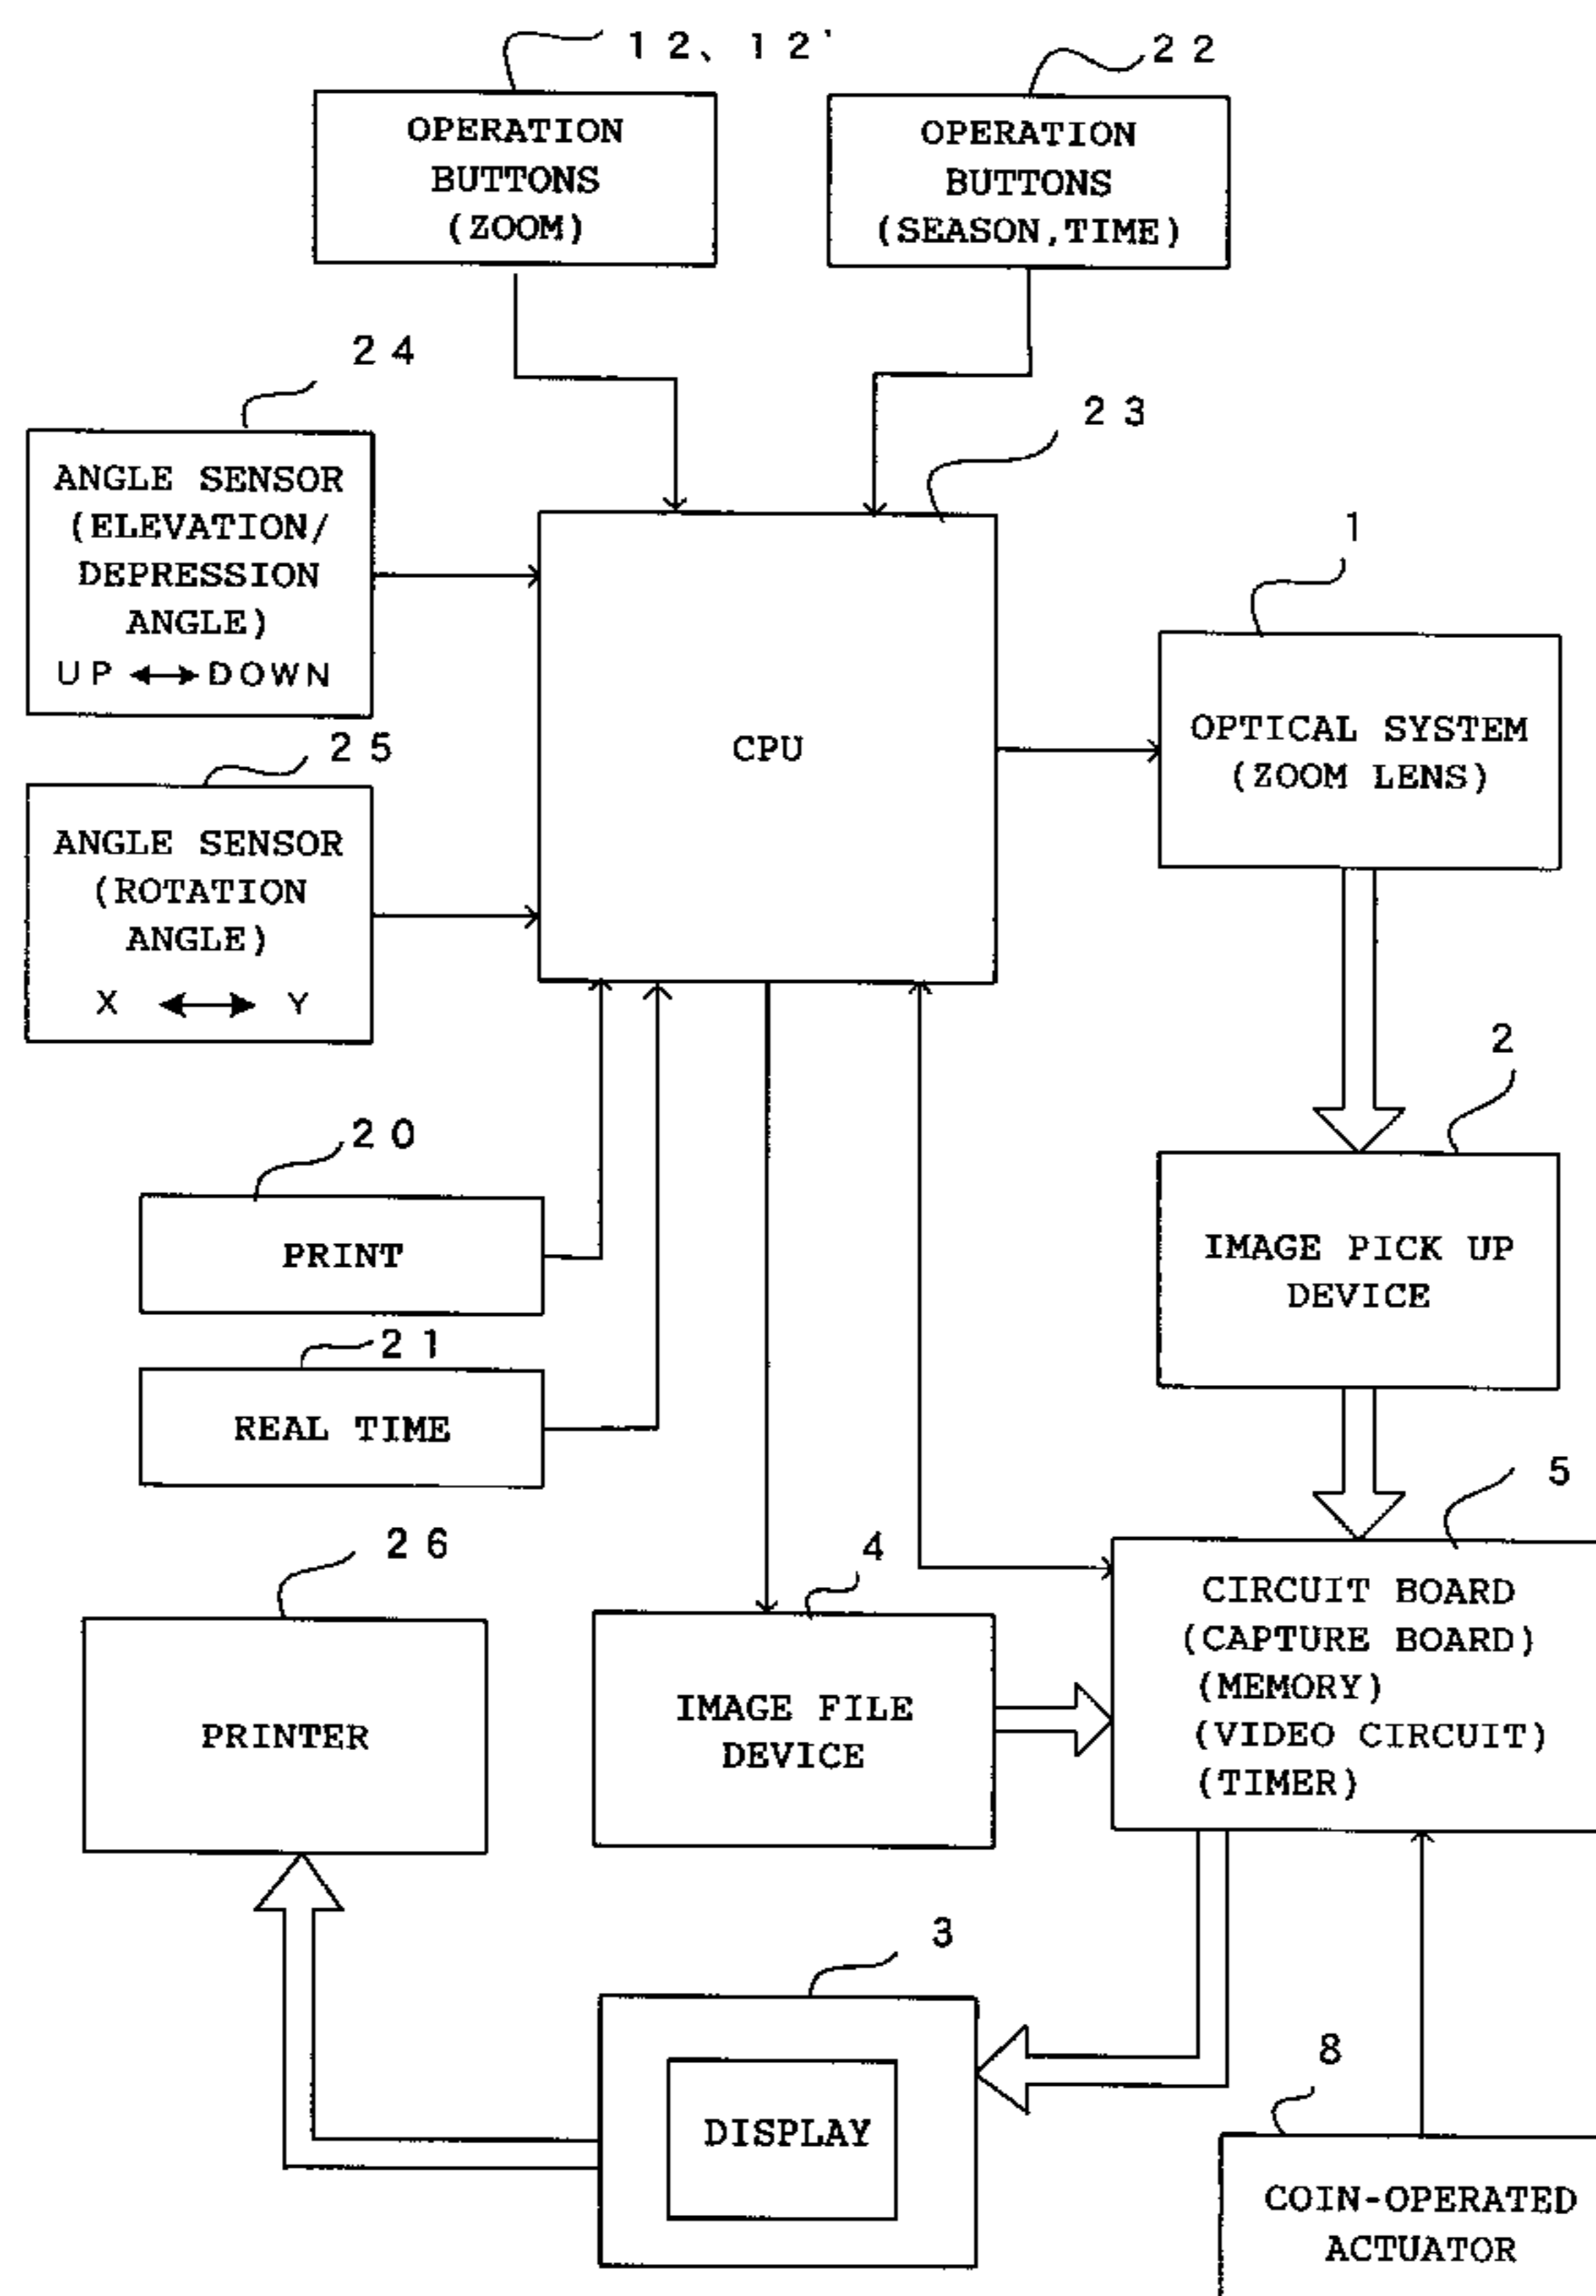 12、12'
OPERATION
BUTTONS
(ZOOM)
22
OPERATION
BUTTONS
(SEASON,TIME)
24
ANGLE SENSOR
(ELEVATION/
DEPRESSION
ANGLE)
UP DOWN
23
CPU
1
OPTICAL SYSTEM
(ZOOM LENS)
25
ANGLE SENSOR
(ROTATION
ANGLE)
X Y
2
IMAGE PICK UP
DEVICE
20
PRINT
21
REAL TIME
26
PRINTER
4
IMAGE FILE
DEVICE
5
CIRCUIT BOARD
(CAPTURE BOARD)
(MEMORY)
(VIDEO CIRCUIT)
(TIMER)
3
DISPLAY
8
COIN-OPERATED
ACTUATOR